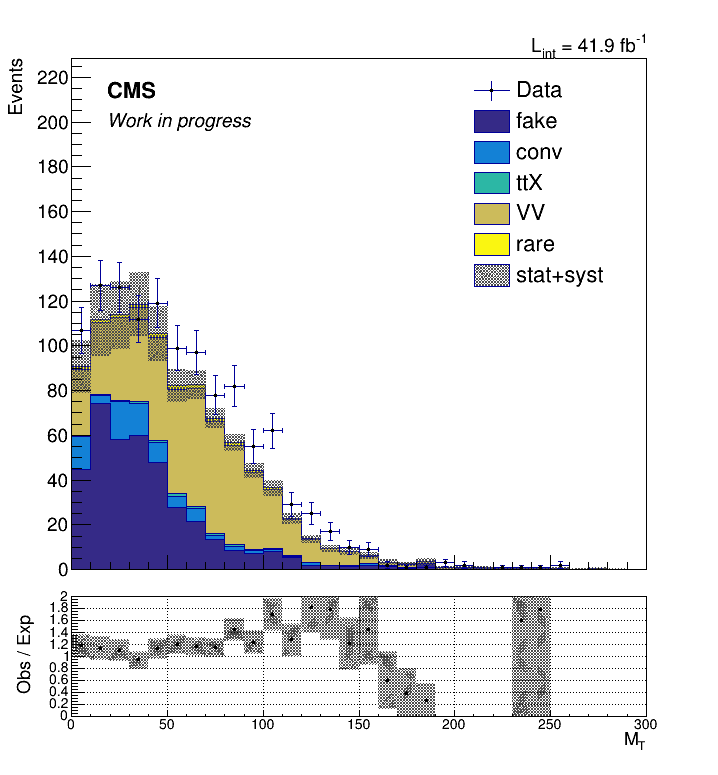 L_int = 41.9 fb^-1
Events
220
200
180
160
140
120
100
80
60
40
20
0
CMS
Work in progress
Data
fake
conv
ttX
VV
rare
stat+syst
Obs / Exp
2
1.8
1.6
1.4
1.2
1
0.8
0.6
0.4
0.2
0
0 50 100 150 200 250 300
M_T